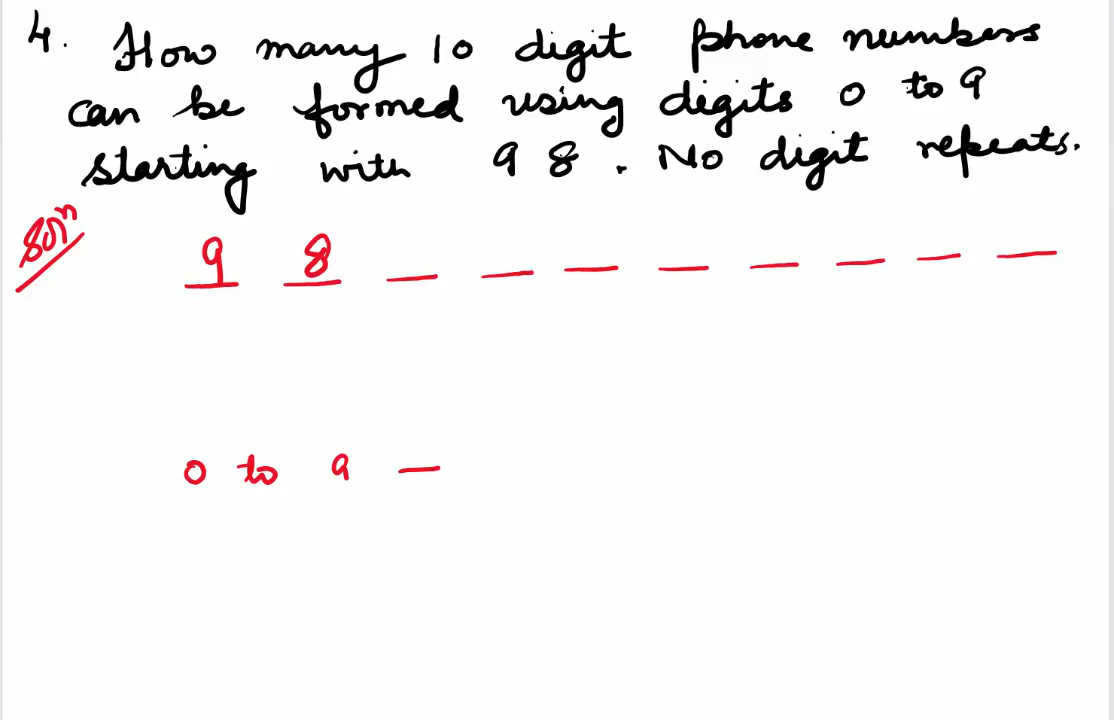 4. How many 10 digit phone numbers
can be formed using digits 0 to 9
starting with 98. No digit repeats.
Solⁿ
9 8 _ _ _ _ _ _ _ _
0 to 9 —